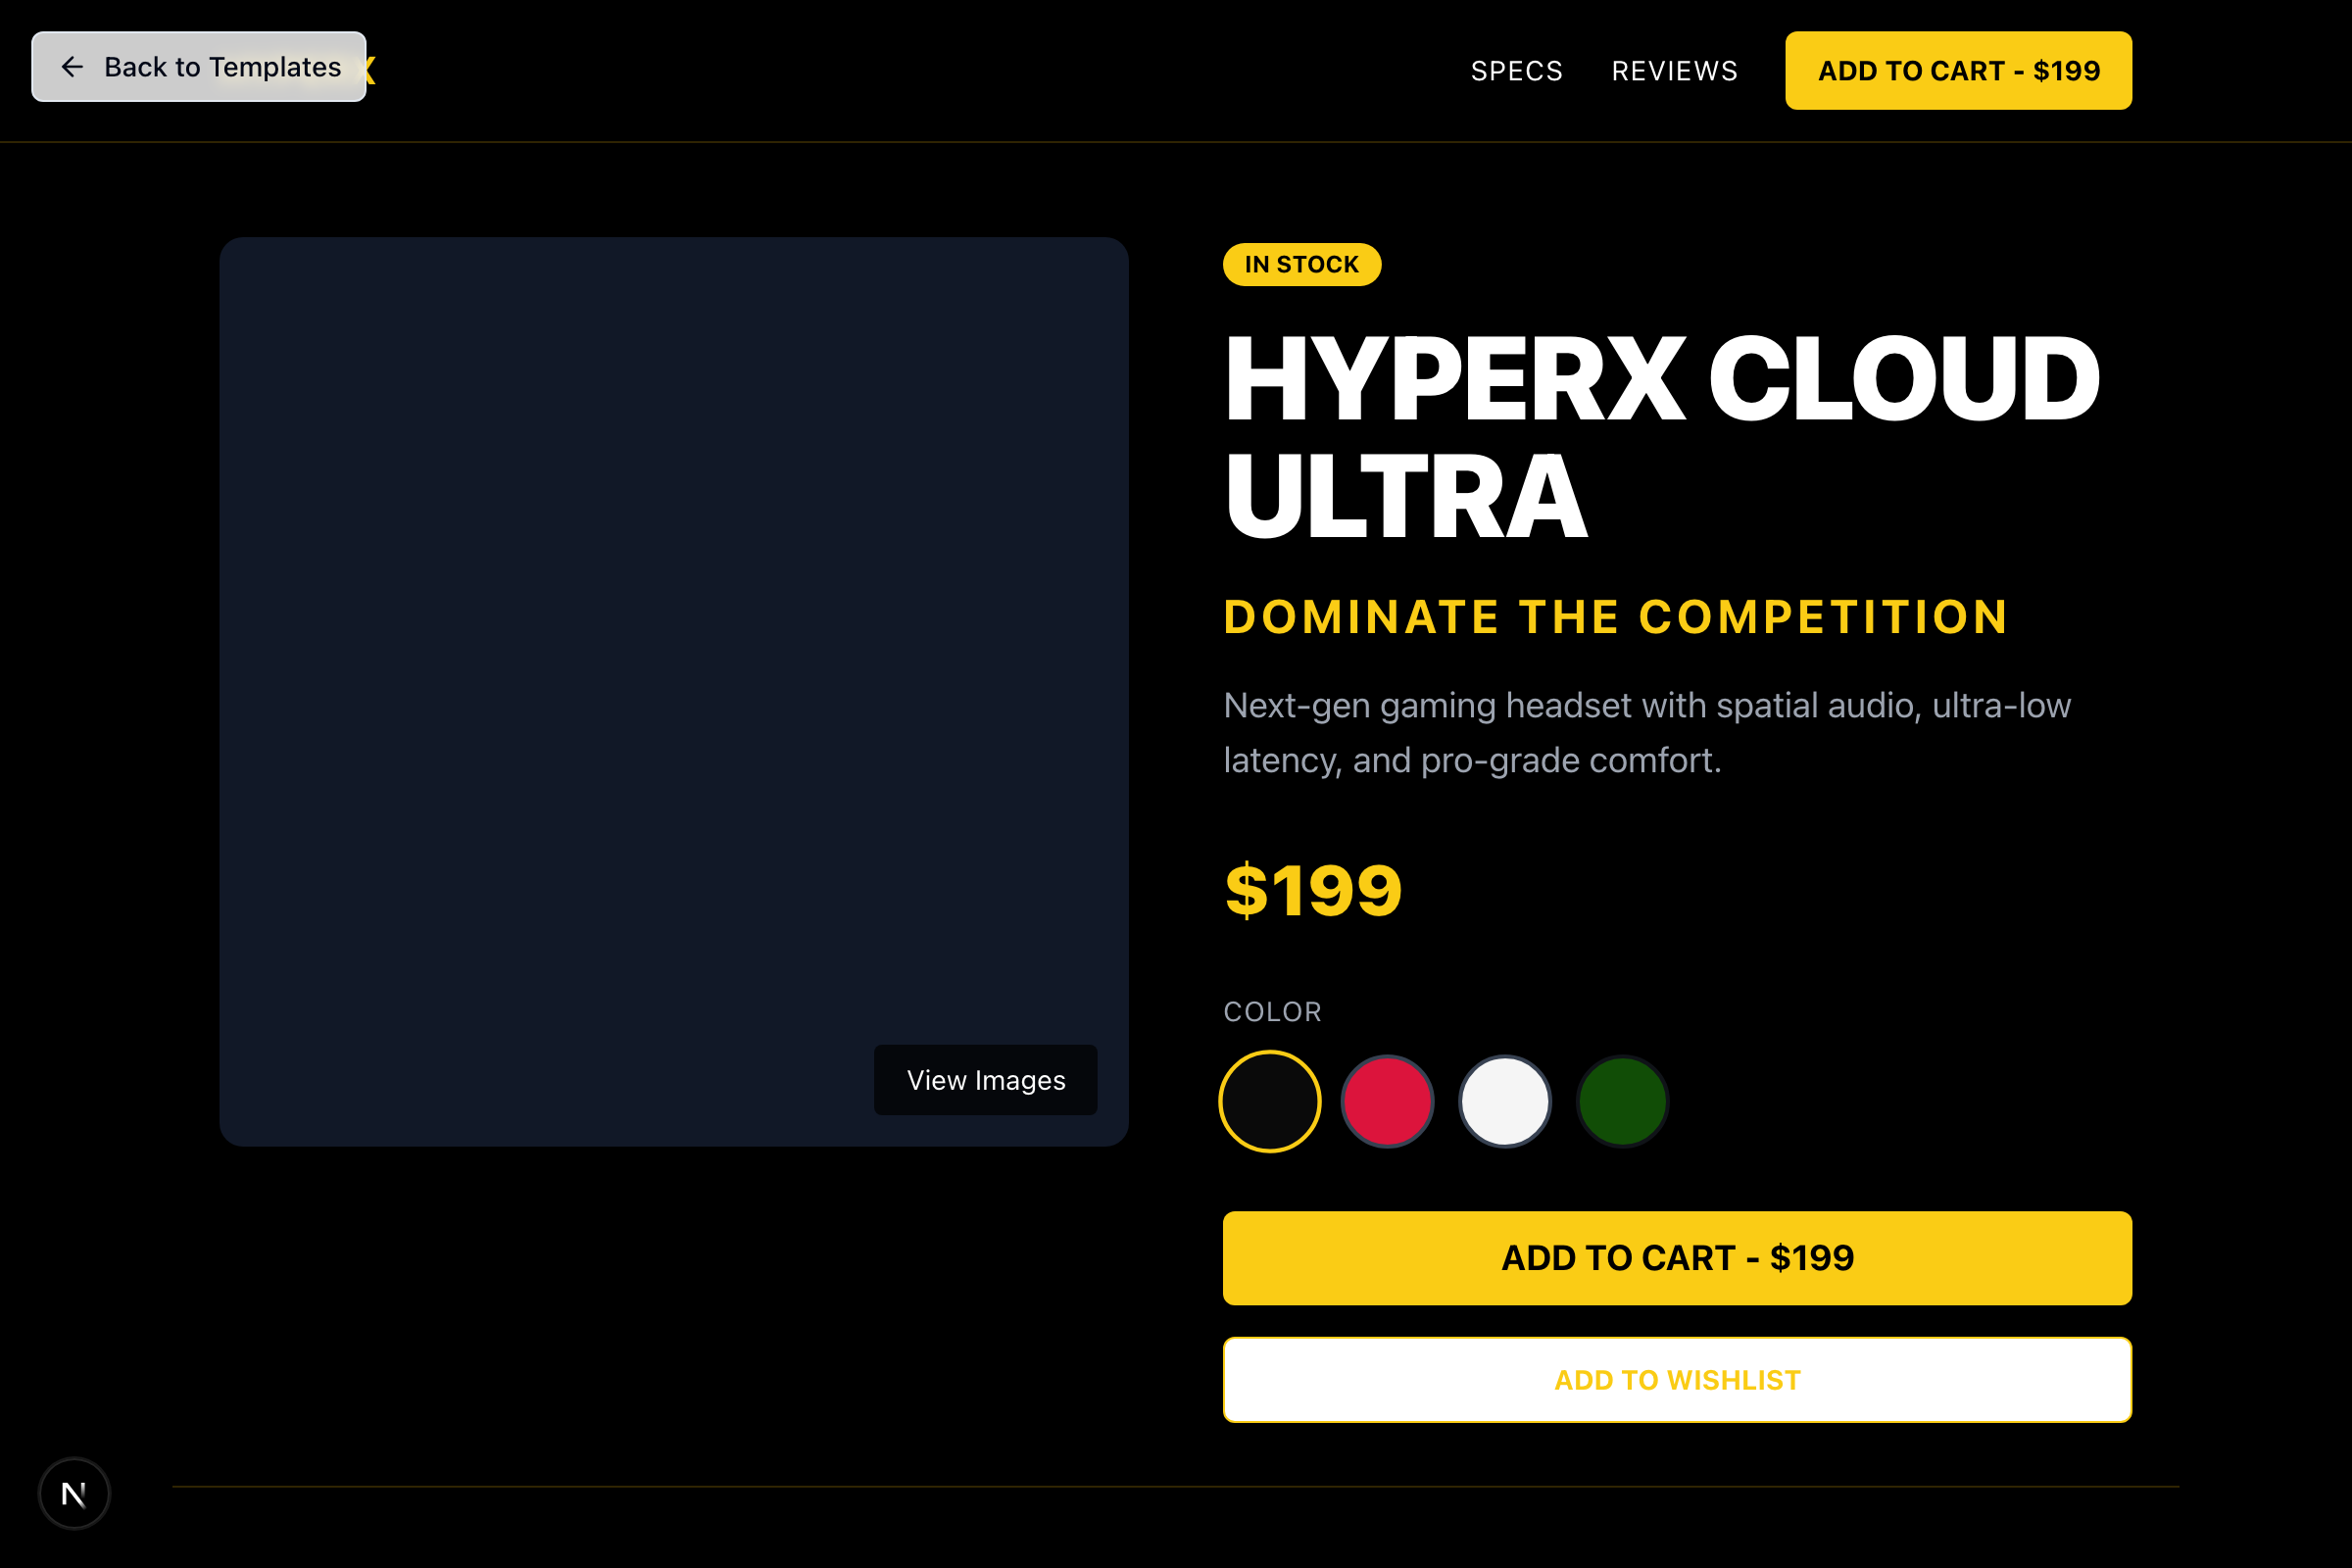 Back to Templates
X
SPECS
REVIEWS
ADD TO CART - $199
IN STOCK
HYPERX CLOUD
ULTRA
DOMINATE THE COMPETITION
Next-gen gaming headset with spatial audio, ultra-low
latency, and pro-grade comfort.
$199
COLOR
View Images
ADD TO CART - $199
ADD TO WISHLIST
N